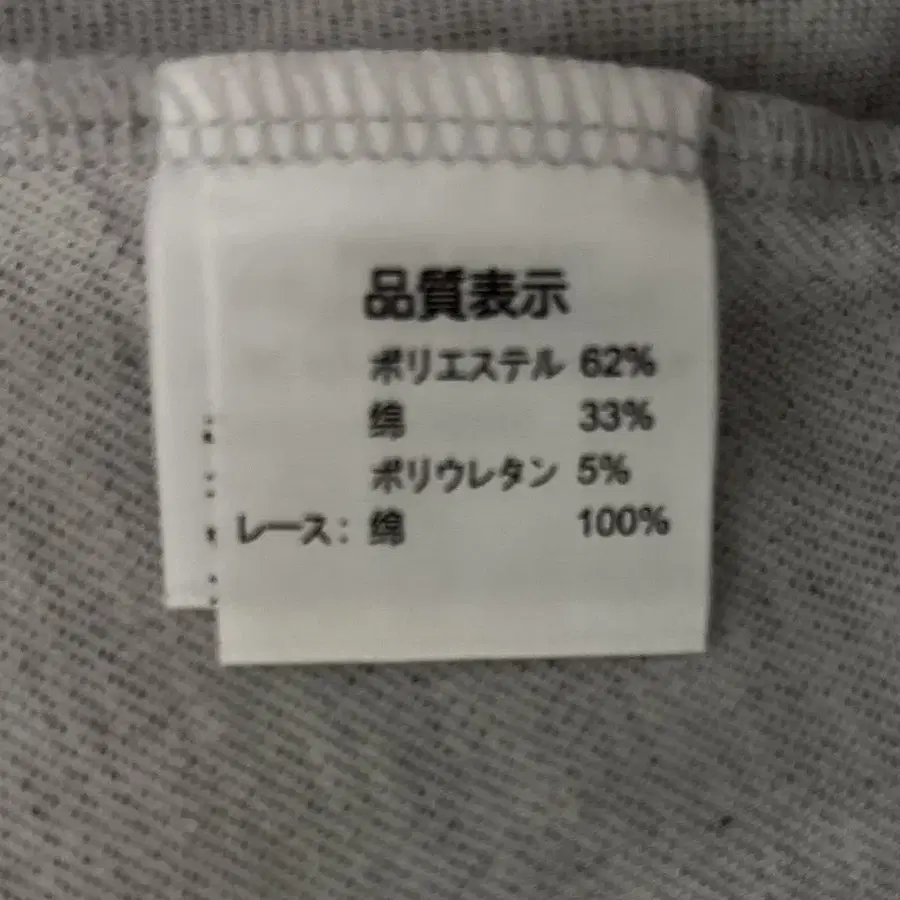 品質表示
ポリエステル 62%
绵 33%
ポリウレタン 5%
レース: 绵 100%